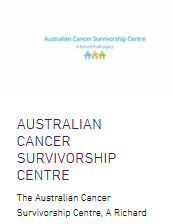 Australian Cancer Survivorship Centre
A Richard Pratt Legacy
AUSTRALIAN
CANCER
SURVIVORSHIP
CENTRE
The Australian Cancer
Survivorship Centre, A Richard